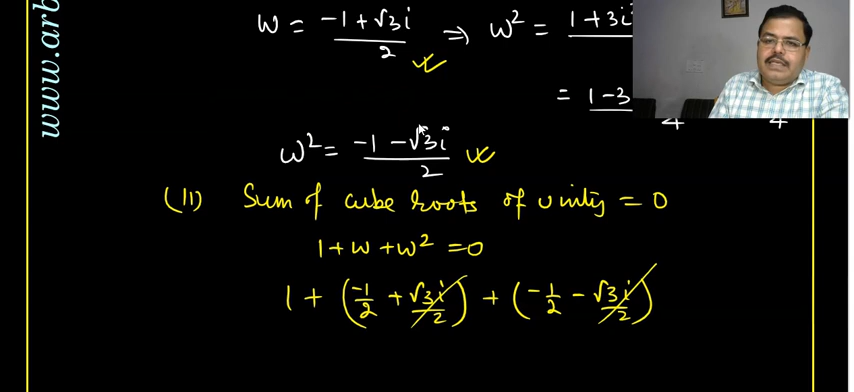 www.arb
w = (-1 + √3i)/2 ⇒ w² = 1 + 3i
= 1 - 3
4 4
w² = (-1 - √3i)/2
(II) Sum of cube roots of unity = 0
1 + w + w² = 0
1 + (-1/2 + √3i/2) + (-1/2 - √3i/2)